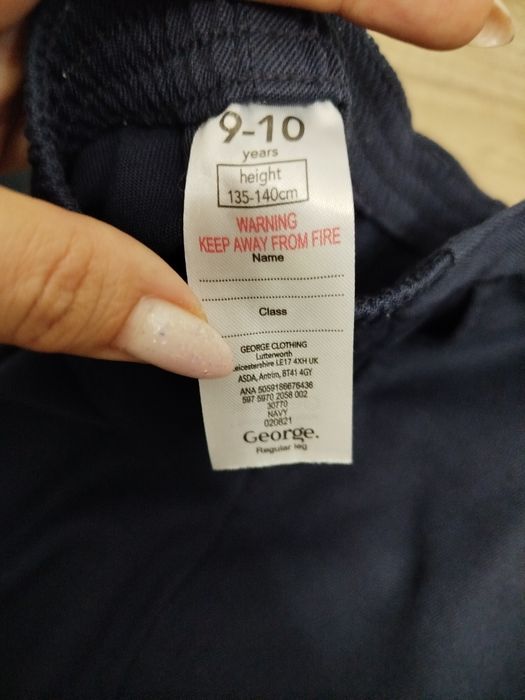 9-10
years
height
135-140cm
WARNING
KEEP AWAY FROM FIRE
Name
Class
GEORGE CLOTHING
Lutterworth
Leicestershire LE17 4XH UK
ASDA, Antrim, BT41 4GY
ANA 5059186676436
597 5970 2058 002
30770
NAVY
020821
George.
Regular leg